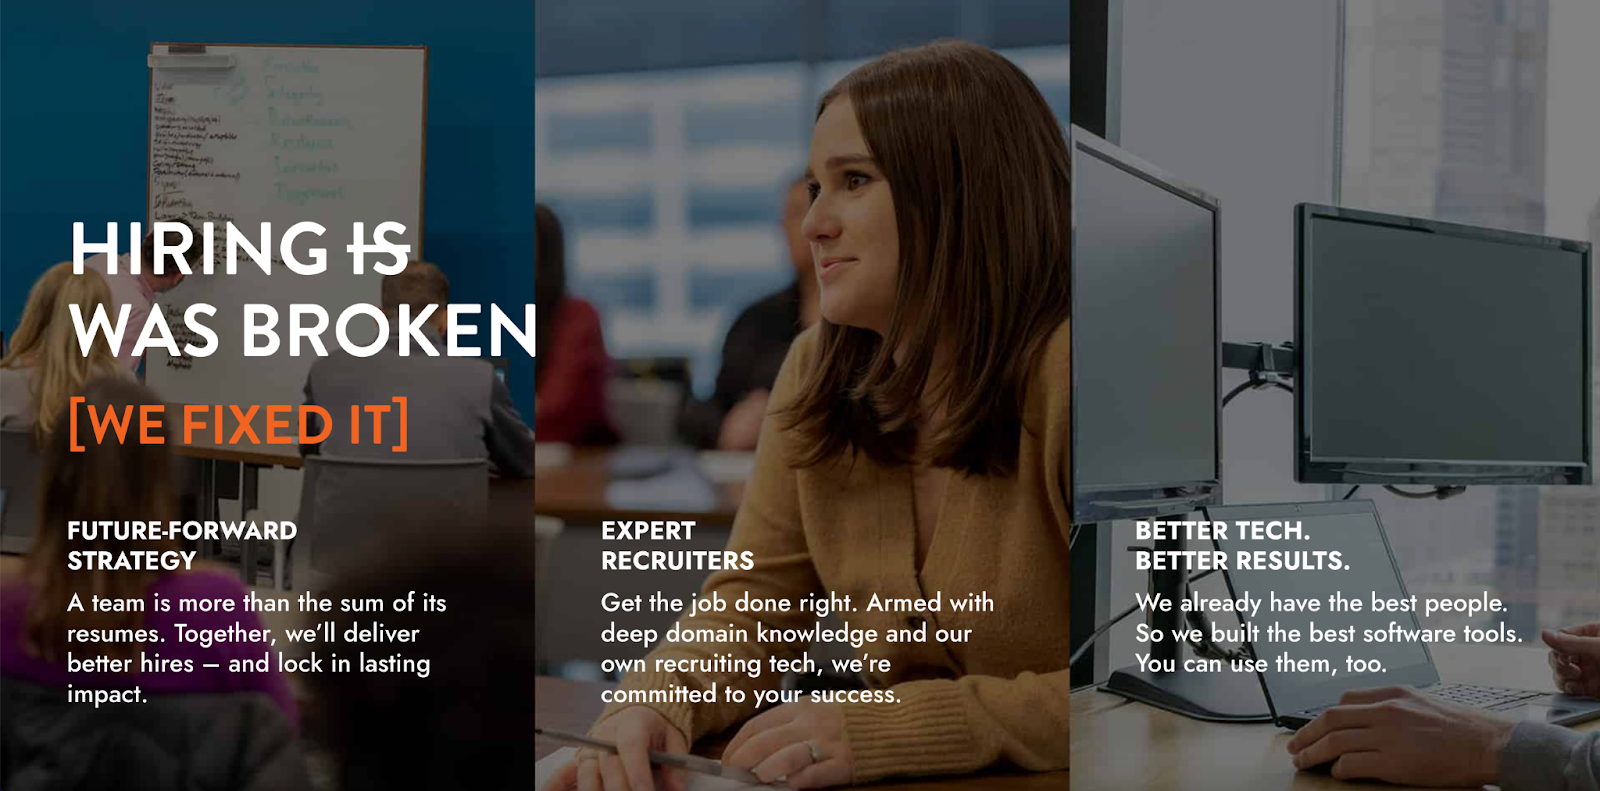 HIRING IS
WAS BROKEN
[WE FIXED IT]
FUTURE-FORWARD
STRATEGY
A team is more than the sum of its
resumes. Together, we’ll deliver
better hires – and lock in lasting
impact.
EXPERT
RECRUITERS
Get the job done right. Armed with
deep domain knowledge and our
own recruiting tech, we’re
committed to your success.
BETTER TECH.
BETTER RESULTS.
We already have the best people.
So we built the best software tools.
You can use them, too.